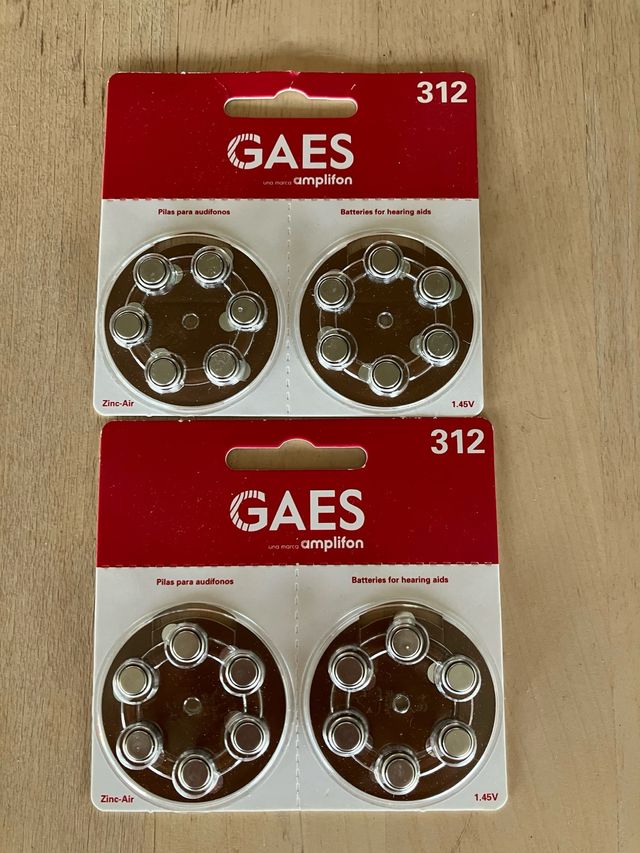 312
GAES
una marca amplifon
Pilas para audífonos
Batteries for hearing aids
Zinc-Air
1.45V
312
GAES
una marca amplifon
Pilas para audífonos
Batteries for hearing aids
Zinc-Air
1.45V